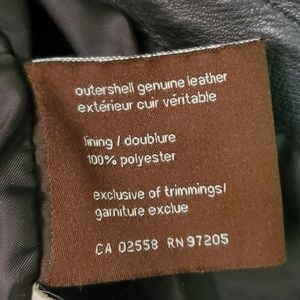 outershell genuine leather
extérieur cuir véritable
lining / doublure
100% polyester
exclusive of trimmings/
garniture exclue
CA 02558 RN 97205